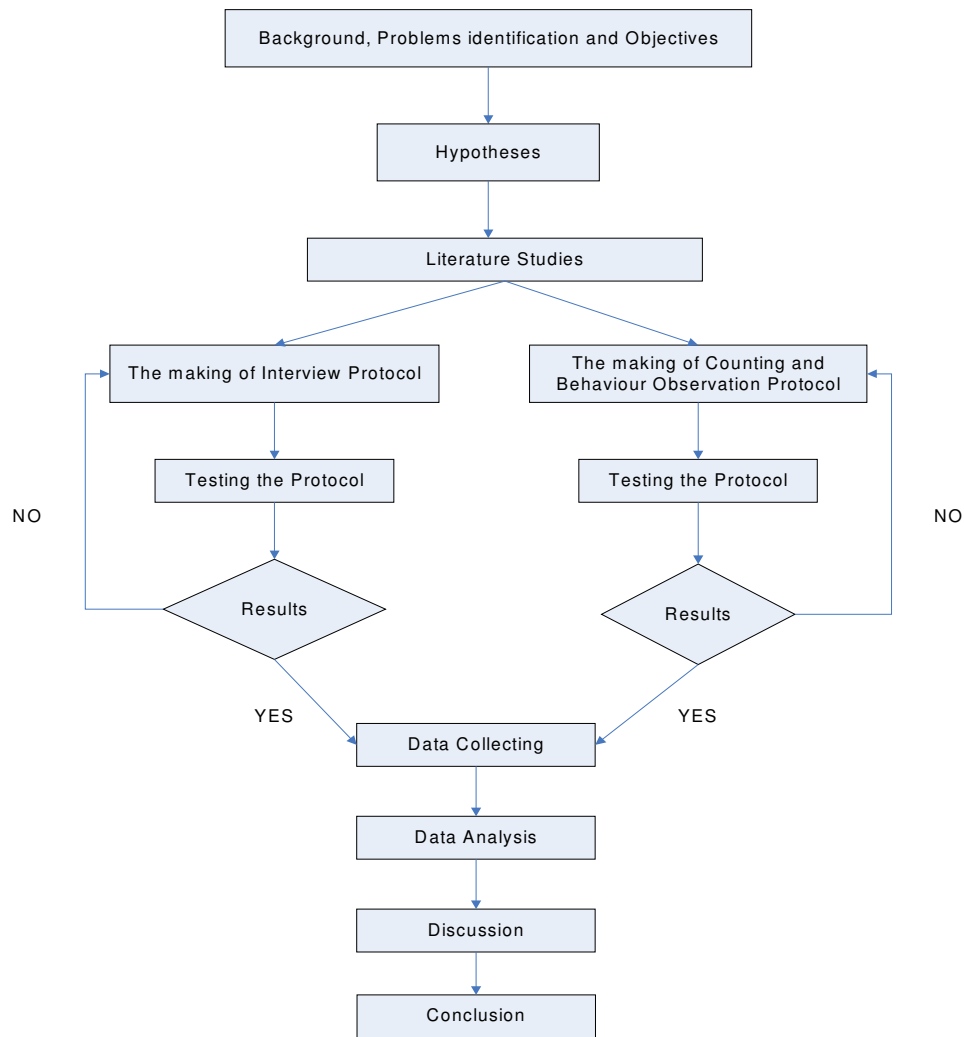 Background, Problems identification and Objectives
Hypotheses
Literature Studies
The making of Interview Protocol
The making of Counting and
Behaviour Observation Protocol
Testing the Protocol
Testing the Protocol
NO
NO
Results
Results
YES
YES
Data Collecting
Data Analysis
Discussion
Conclusion